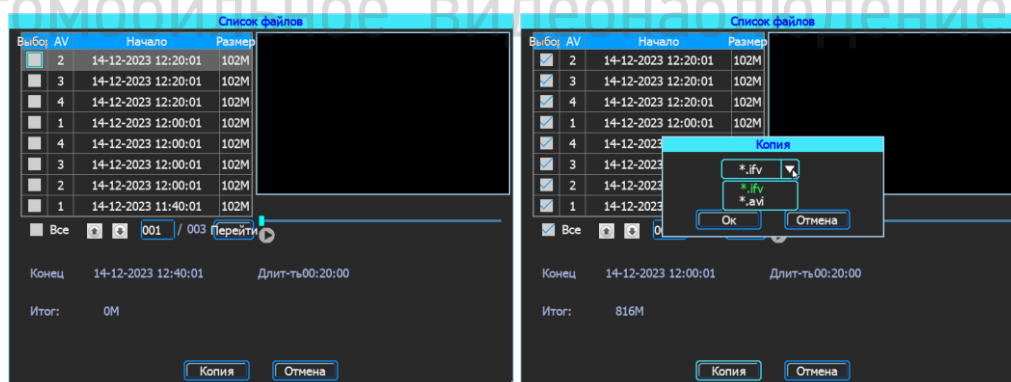 томобильное видеонаблюдение
Список файлов
Выбор AV Начало Размер
2 14-12-2023 12:20:01 102M
3 14-12-2023 12:20:01 102M
4 14-12-2023 12:20:01 102M
1 14-12-2023 12:00:01 102M
4 14-12-2023 12:00:01 102M
3 14-12-2023 12:00:01 102M
2 14-12-2023 12:00:01 102M
1 14-12-2023 11:40:01 102M
Все 001 / 003 Перейти
Конец 14-12-2023 12:40:01 Длит-ть00:20:00
Итог: 0M
Копия Отмена
Список файлов
Выбор AV Начало Размер
2 14-12-2023 12:20:01 102M
3 14-12-2023 12:20:01 102M
4 14-12-2023 12:20:01 102M
1 14-12-2023 12:00:01 102M
4 14-12-2023
3 14-12-2023
2 14-12-2023
1 14-12-2023
Копия
*.ifv
*.ifv
*.avi
Ок Отмена
Все
Конец 14-12-2023 12:00:01 Длит-ть00:20:00
Итог: 816M
Копия Отмена